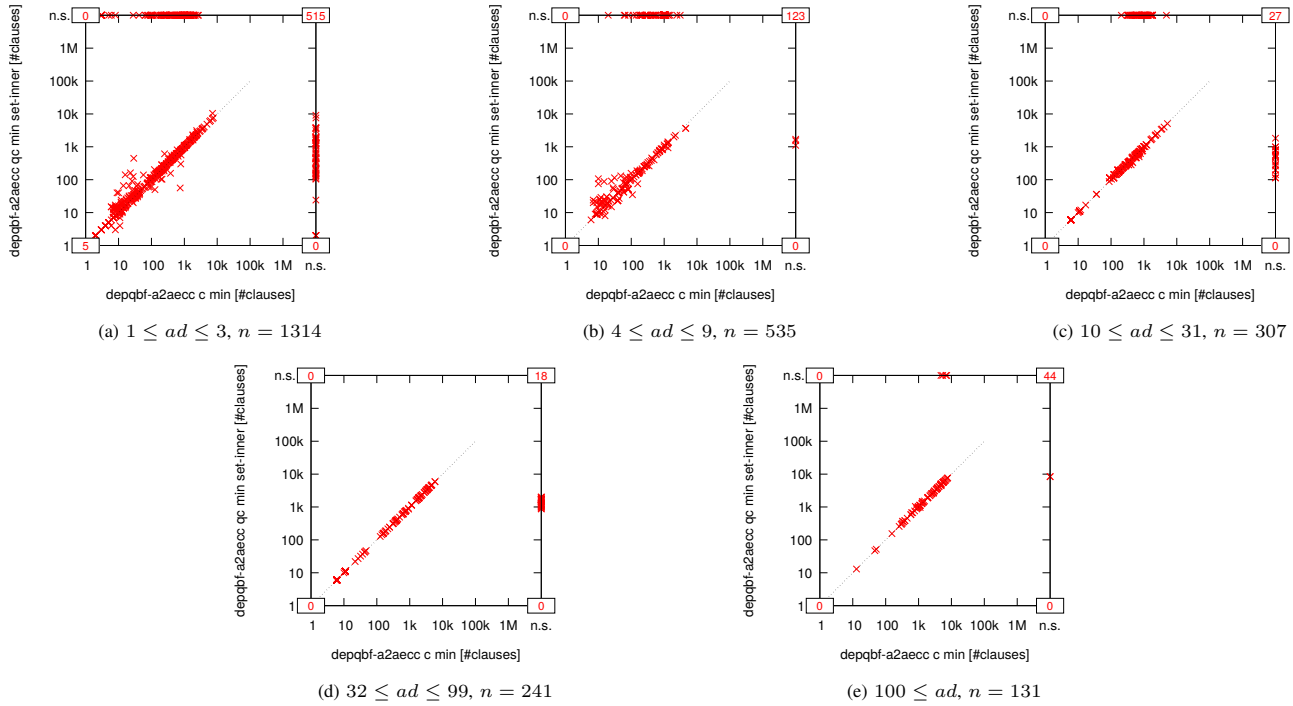 n.s.
1M
100k
10k
1k
100
10
1
0
515
5
0
1 10 100 1k 10k 100k 1M n.s.
depqbf-a2aecc qc min set-inner [#clauses]
depqbf-a2aecc c min [#clauses]
(a) 1 ≤ ad ≤ 3, n = 1314
n.s.
1M
100k
10k
1k
100
10
1
0
123
0
0
1 10 100 1k 10k 100k 1M n.s.
depqbf-a2aecc qc min set-inner [#clauses]
depqbf-a2aecc c min [#clauses]
(b) 4 ≤ ad ≤ 9, n = 535
n.s.
1M
100k
10k
1k
100
10
1
0
27
0
0
1 10 100 1k 10k 100k 1M n.s.
depqbf-a2aecc qc min set-inner [#clauses]
depqbf-a2aecc c min [#clauses]
(c) 10 ≤ ad ≤ 31, n = 307
n.s.
1M
100k
10k
1k
100
10
1
0
18
0
0
1 10 100 1k 10k 100k 1M n.s.
depqbf-a2aecc qc min set-inner [#clauses]
depqbf-a2aecc c min [#clauses]
(d) 32 ≤ ad ≤ 99, n = 241
n.s.
1M
100k
10k
1k
100
10
1
0
44
0
0
1 10 100 1k 10k 100k 1M n.s.
depqbf-a2aecc qc min set-inner [#clauses]
depqbf-a2aecc c min [#clauses]
(e) 100 ≤ ad, n = 131